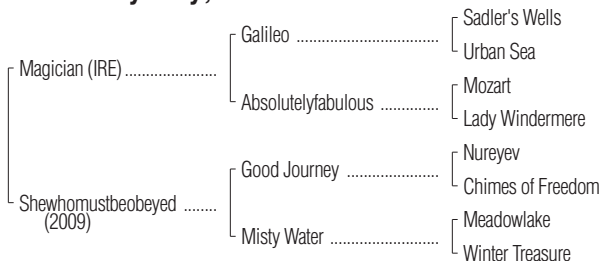 Sadler's Wells
Galileo ........................................
Urban Sea
Magician (IRE) ......................
Mozart
Absolutelyfabulous ................
Lady Windermere
Nureyev
Good Journey ........................
Chimes of Freedom
Shewhomustbeobeyed ........
(2009)
Meadowlake
Misty Water ............................
Winter Treasure